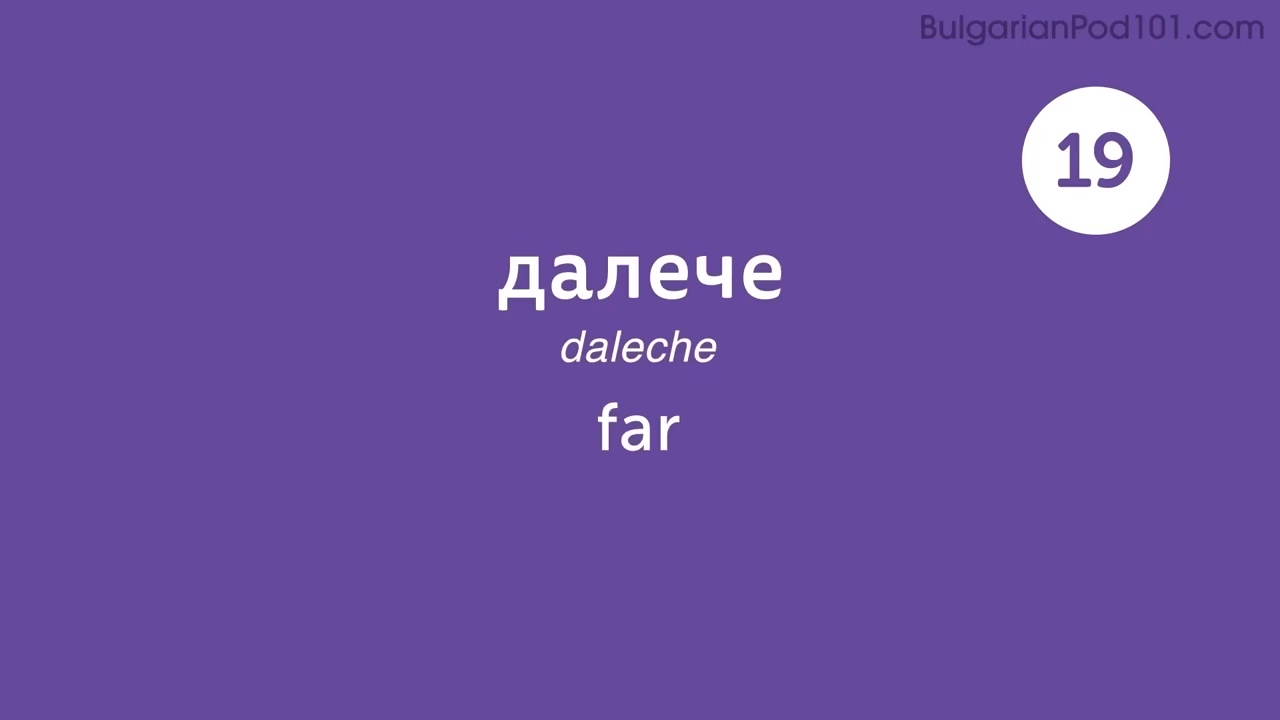 BulgarianPod101.com
19
далече
daleche
far